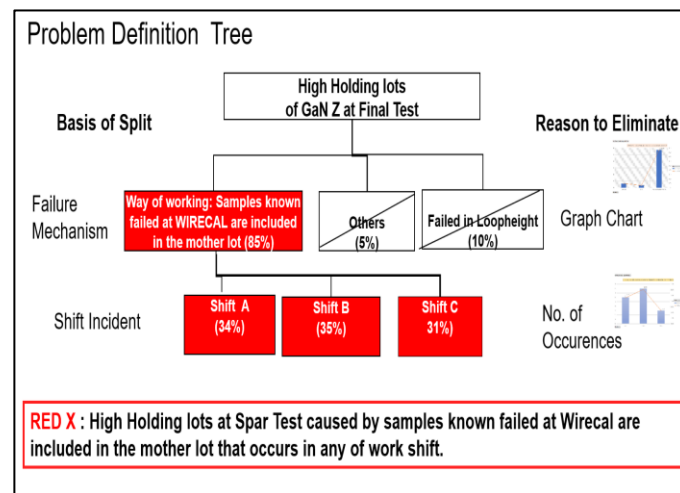 Problem Definition Tree
High Holding lots
of GaN Z at Final Test
Basis of Split
Reason to Eliminate
Failure
Mechanism
Way of working: Samples known
failed at WIRECAL are included
in the mother lot (85%)
Others
(5%)
Failed in Loopheight
(10%)
Graph Chart
Shift Incident
Shift A
(34%)
Shift B
(35%)
Shift C
31%)
No. of
Occurences
RED X : High Holding lots at Spar Test caused by samples known failed at Wirecal are
included in the mother lot that occurs in any of work shift.